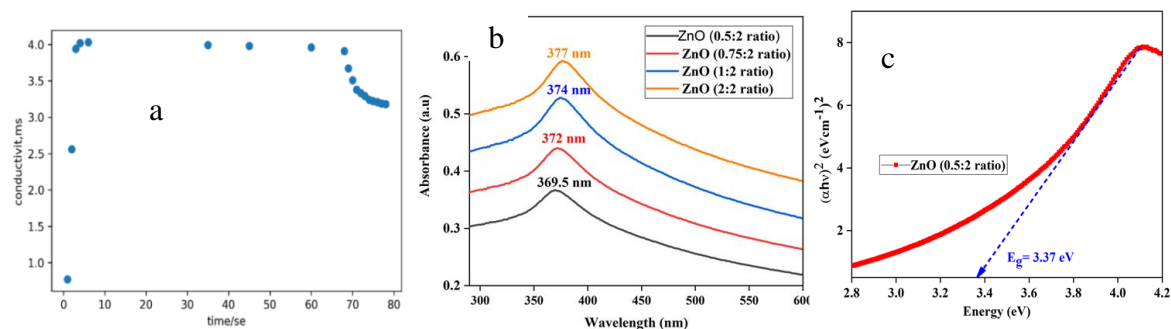 a
conductivit,ms
4.0
3.5
3.0
2.5
2.0
1.5
1.0
0
10
20
30
40
50
60
70
80
time/se
b
ZnO (0.5:2 ratio)
ZnO (0.75:2 ratio)
ZnO (1:2 ratio)
ZnO (2:2 ratio)
377 nm
374 nm
372 nm
369.5 nm
Absorbance (a.u)
0.6
0.5
0.4
0.3
0.2
300
350
400
450
500
550
600
Wavelength (nm)
c
(αhν)² (eVcm⁻¹)²
8
6
4
2
ZnO (0.5:2 ratio)
E_g= 3.37 eV
2.8
3.0
3.2
3.4
3.6
3.8
4.0
4.2
Energy (eV)